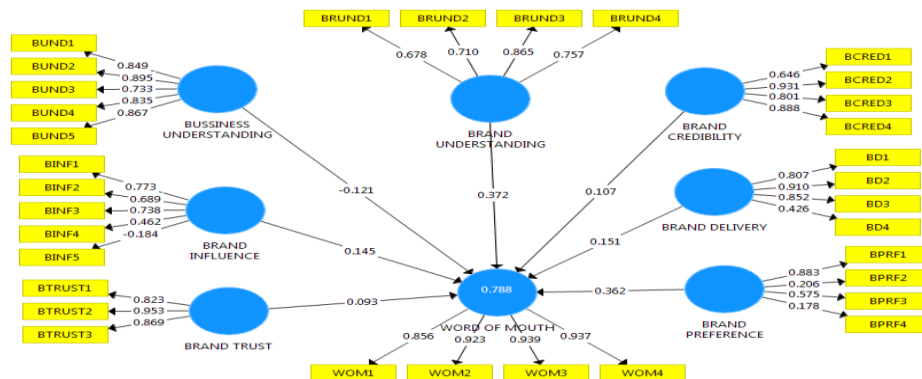 BRUND1
BRUND2
BRUND3
BRUND4
0.678
0.710
0.865
0.757
BUND1
BUND2
BUND3
BUND4
BUND5
0.849
0.895
0.733
0.835
0.867
BUSSINESS
UNDERSTANDING
BRAND
UNDERSTANDING
BCRED1
BCRED2
BCRED3
BCRED4
0.646
0.931
0.801
0.888
BRAND
CREDIBILITY
BINF1
BINF2
BINF3
BINF4
BINF5
0.773
0.689
0.738
0.462
-0.184
BRAND
INFLUENCE
-0.121
0.372
0.107
0.145
0.151
BD1
BD2
BD3
BD4
0.807
0.910
0.852
0.426
BRAND DELIVERY
BTRUST1
BTRUST2
BTRUST3
0.823
0.953
0.869
BRAND TRUST
0.093
0.788
WORD OF MOUTH
0.362
BPRF1
BPRF2
BPRF3
BPRF4
0.883
0.206
0.575
0.178
BRAND
PREFERENCE
0.856
0.923
0.939
0.937
WOM1
WOM2
WOM3
WOM4